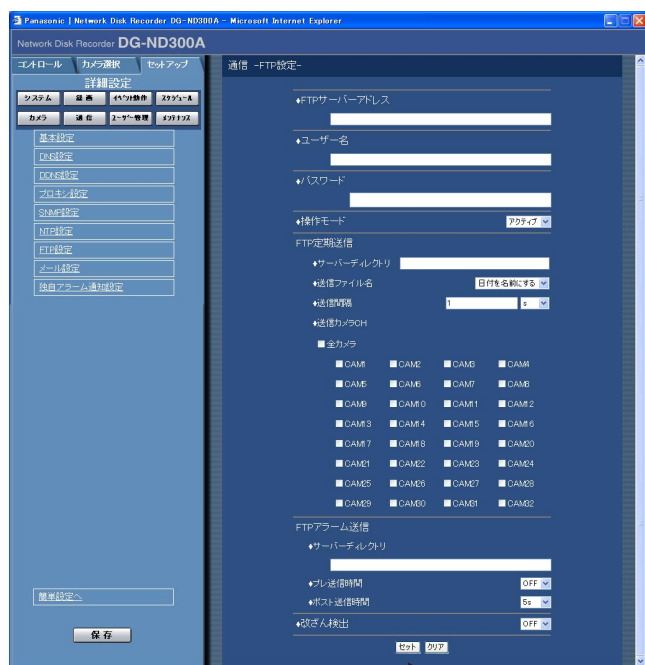 Panasonic | Network Disk Recorder DG-ND300A - Microsoft Internet Explorer
Network Disk Recorder DG-ND300A
コントロール カメラ選択 セットアップ
詳細設定
システム 録画 イベント動作 スケジュール
カメラ 通信 ユーザー管理 メンテナンス
基本設定
DNS設定
DDNS設定
プロキシ設定
SNMP設定
NTP設定
FTP設定
メール設定
独自アラーム通知設定
簡単設定へ
保存
通信 -FTP設定-
♦FTPサーバーアドレス
♦ユーザー名
♦パスワード
♦操作モード アクティブ
FTP定期送信
♦サーバーディレクトリ
♦送信ファイル名 日付を名前にする
♦送信間隔 1 s
♦送信カメラCH
全カメラ
CAM1 CAM2 CAM3 CAM4
CAM5 CAM6 CAM7 CAM8
CAM9 CAM10 CAM11 CAM12
CAM13 CAM14 CAM15 CAM16
CAM17 CAM18 CAM19 CAM20
CAM21 CAM22 CAM23 CAM24
CAM25 CAM26 CAM27 CAM28
CAM29 CAM30 CAM31 CAM32
FTPアラーム送信
♦サーバーディレクトリ
♦プレ送信時間 OFF
♦ポスト送信時間 5s
♦改ざん検出 OFF
セット クリア